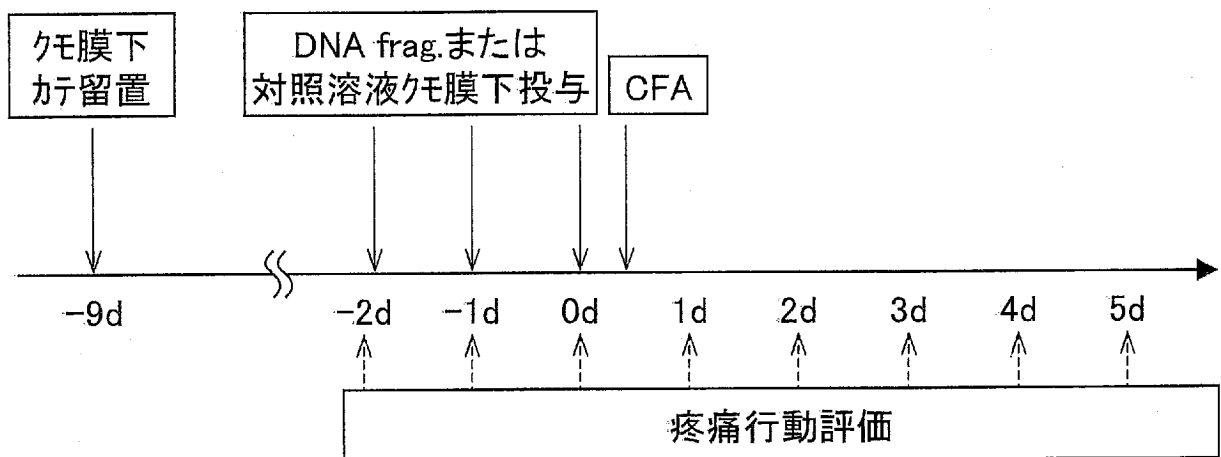 クモ膜下
カテ留置
DNA frag.または
対照溶液クモ膜下投与
CFA
-9d
-2d
-1d
0d
1d
2d
3d
4d
5d
疼痛行動評価